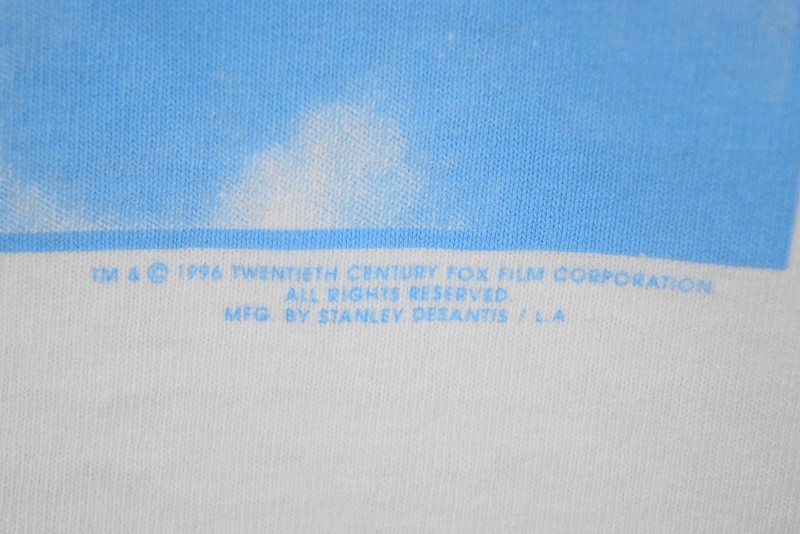 TM & © 1996 TWENTIETH CENTURY FOX FILM CORPORATION.
ALL RIGHTS RESERVED.
MFG. BY STANLEY DESANTIS / L.A.